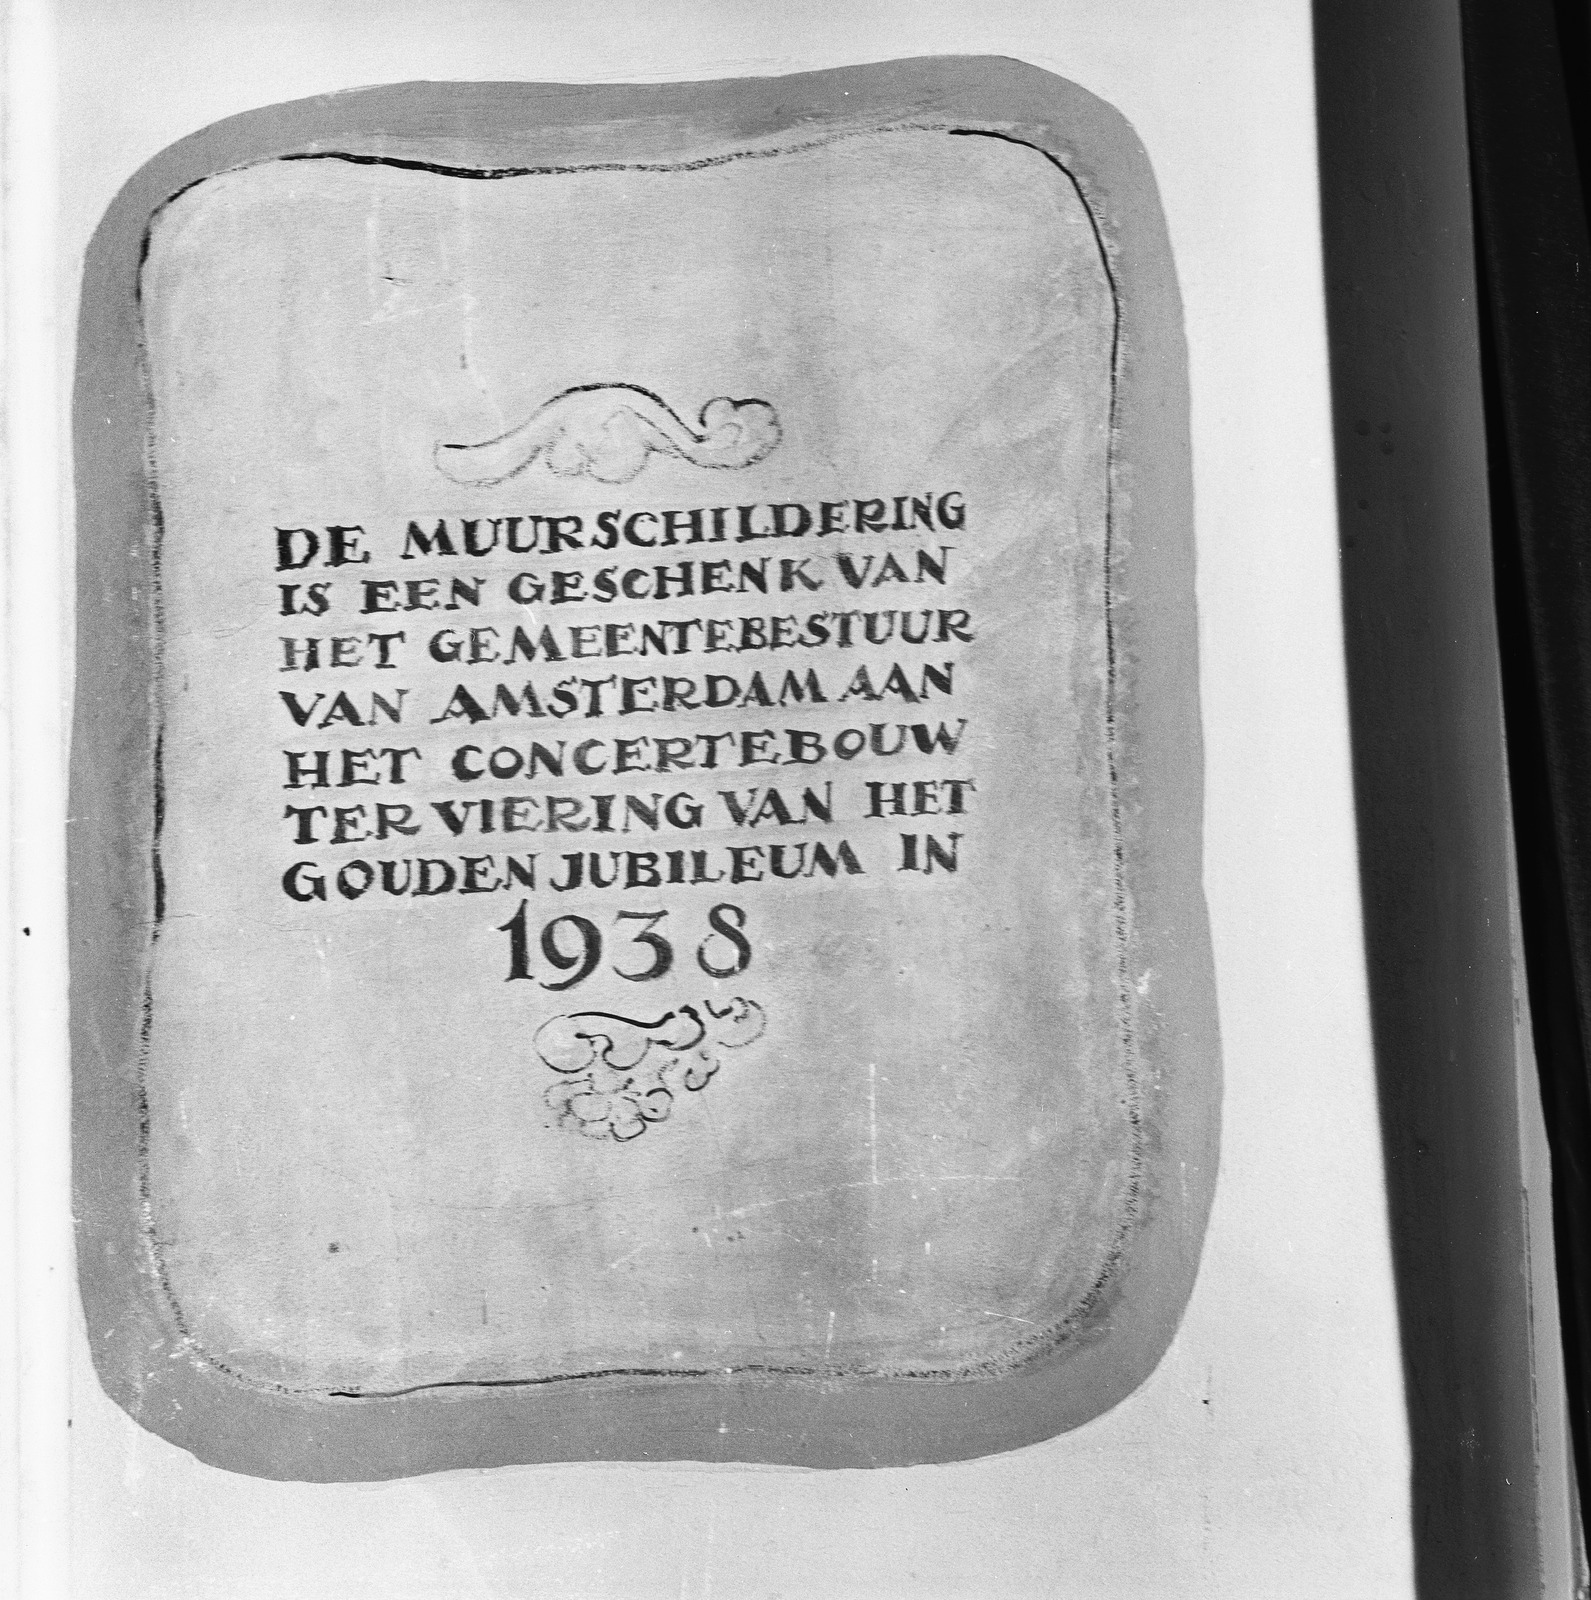 DE MUURSCHILDERING
IS EEN GESCHENK VAN
HET GEMEENTEBESTUUR
VAN AMSTERDAM AAN
HET CONCERTEBOUW
TER VIERING VAN HET
GOUDEN JUBILEUM IN
1938